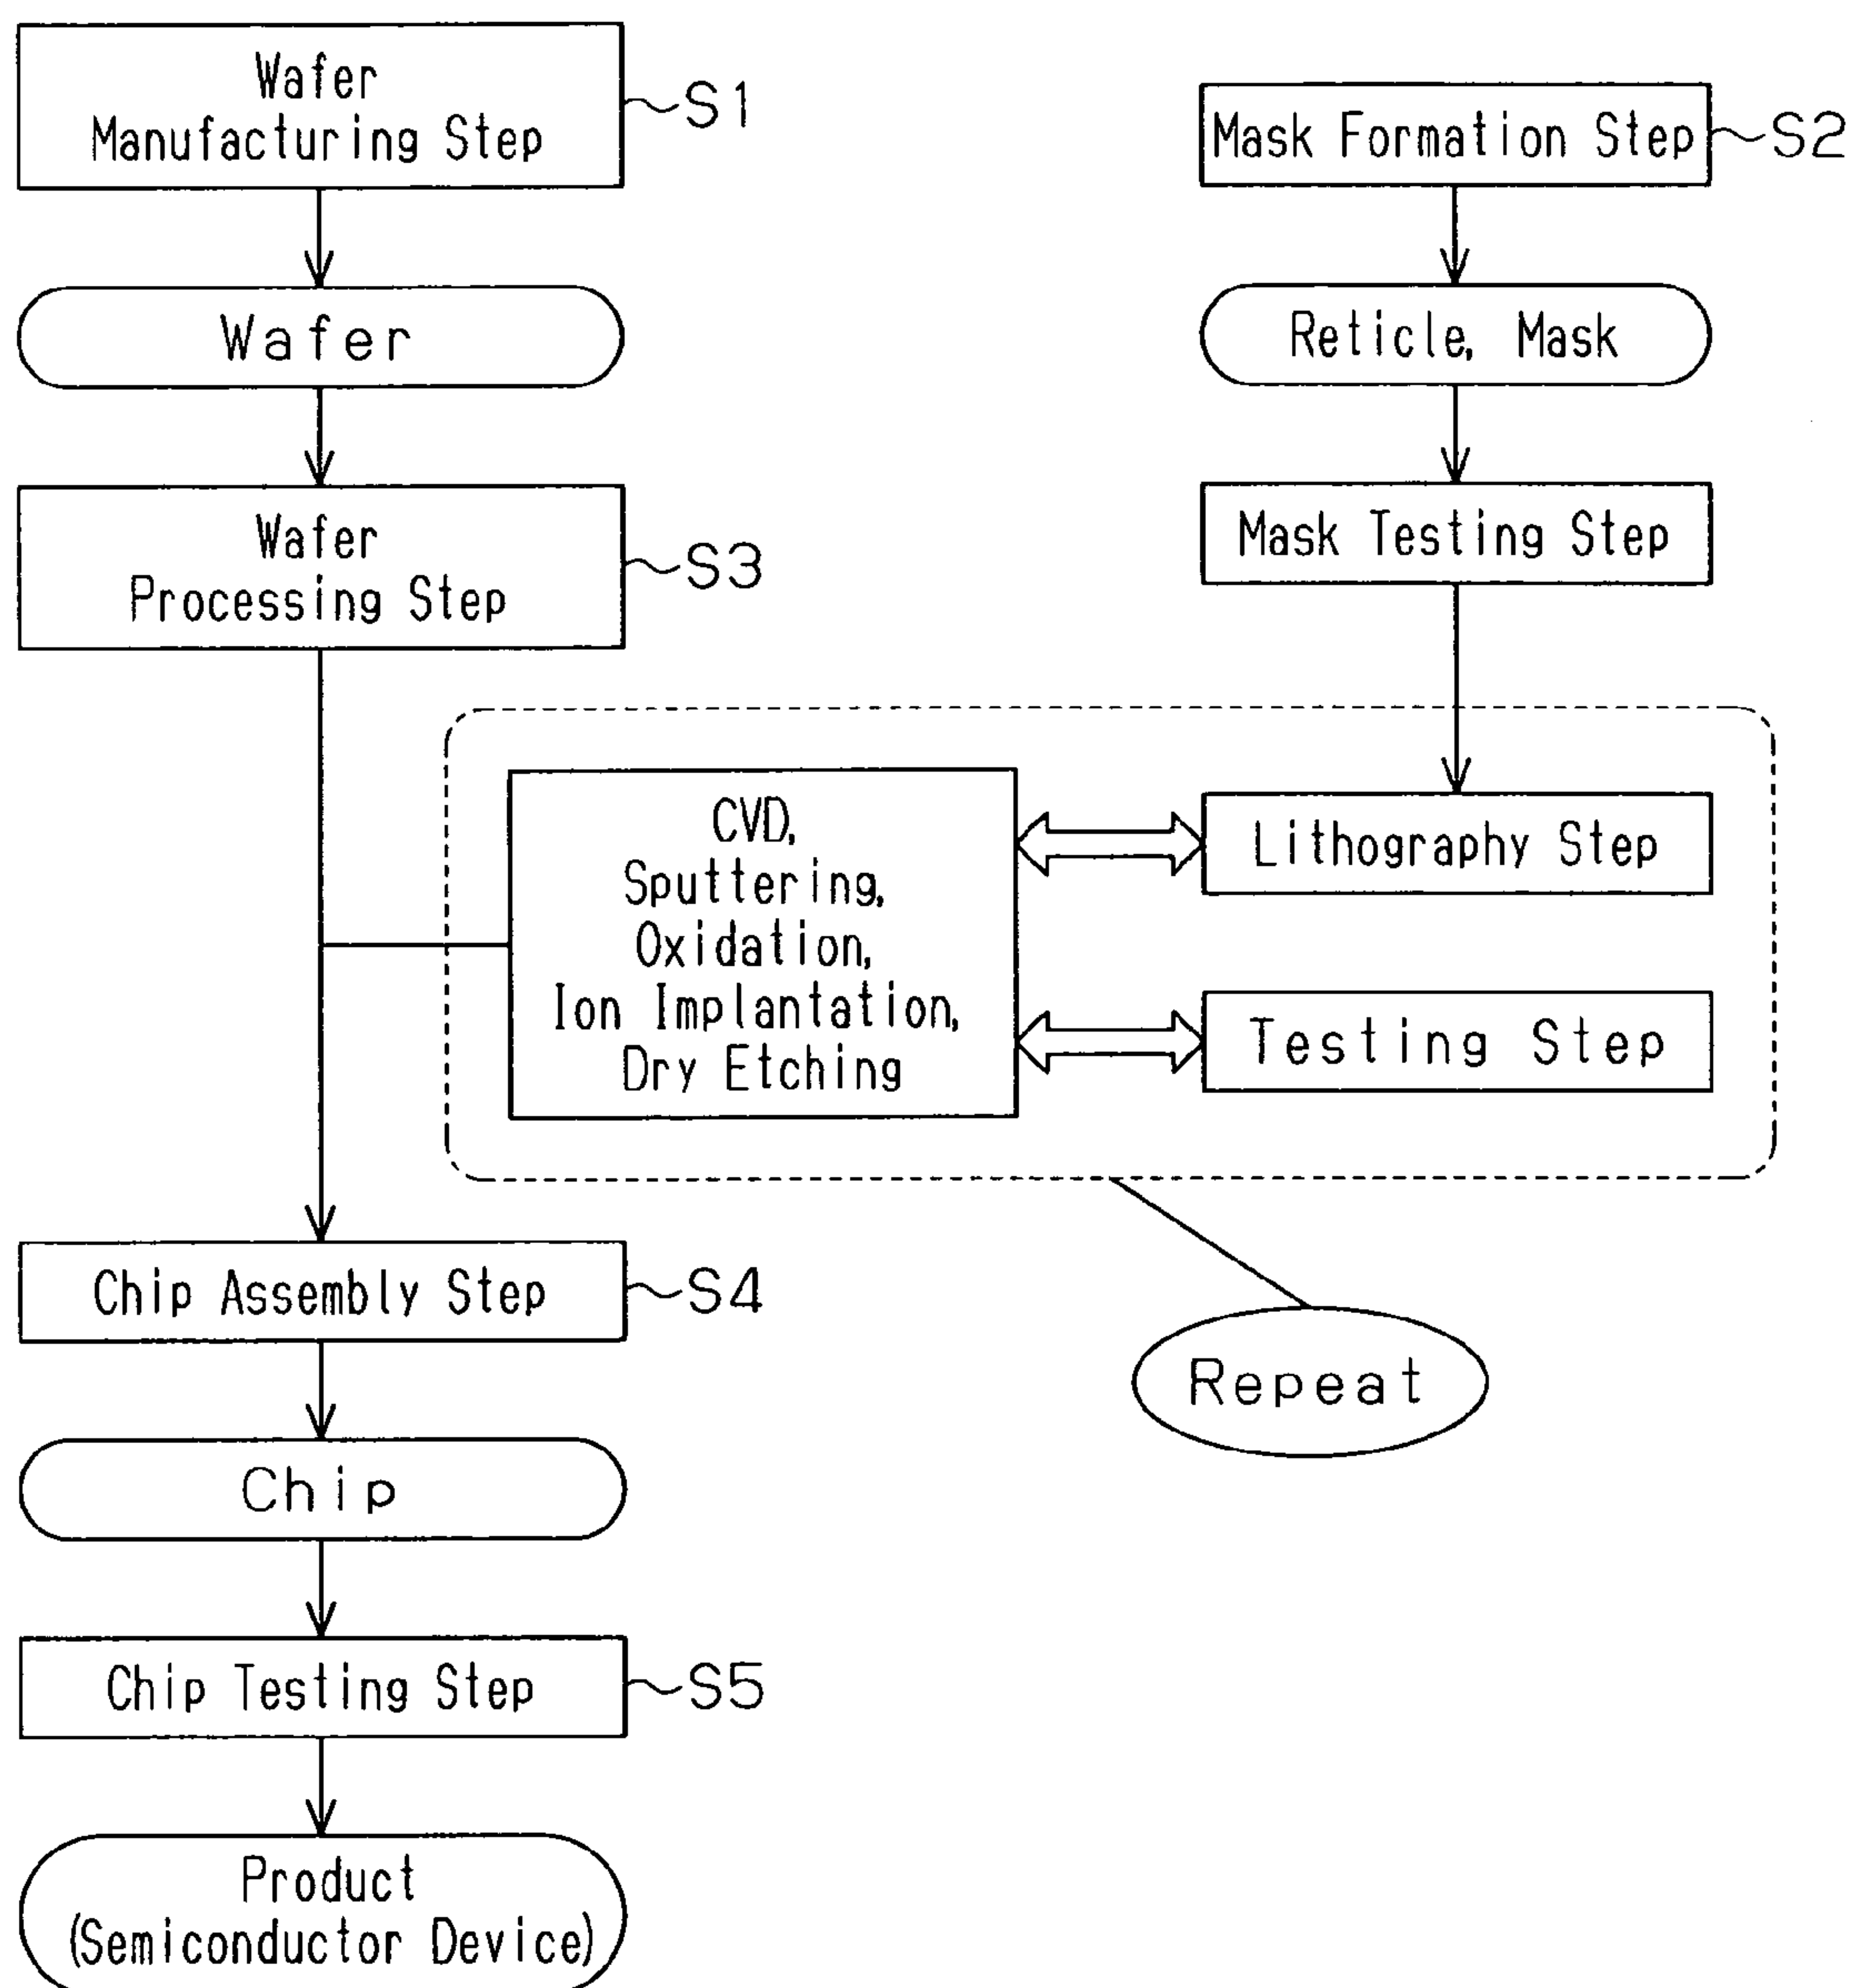 Wafer
Manufacturing Step
S1
Mask Formation Step
S2
Wafer
Reticle, Mask
Wafer
Processing Step
S3
Mask Testing Step
CVD,
Sputtering,
Oxidation,
Ion Implantation,
Dry Etching
Lithography Step
Testing Step
Chip Assembly Step
S4
Repeat
Chip
Chip Testing Step
S5
Product
(Semiconductor Device)